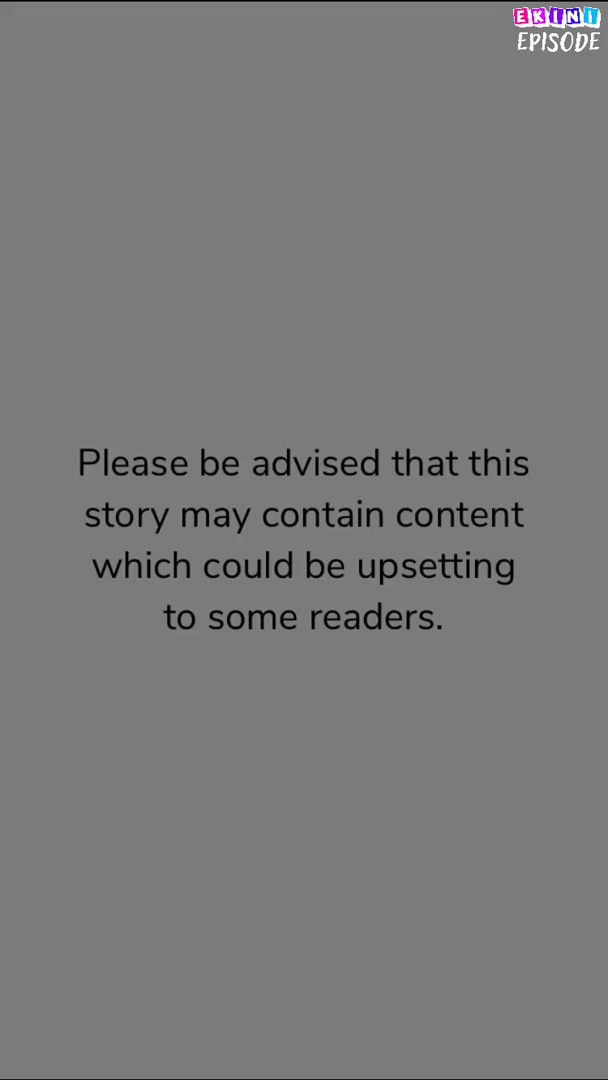 EKINI
EPISODE
Please be advised that this
story may contain content
which could be upsetting
to some readers.